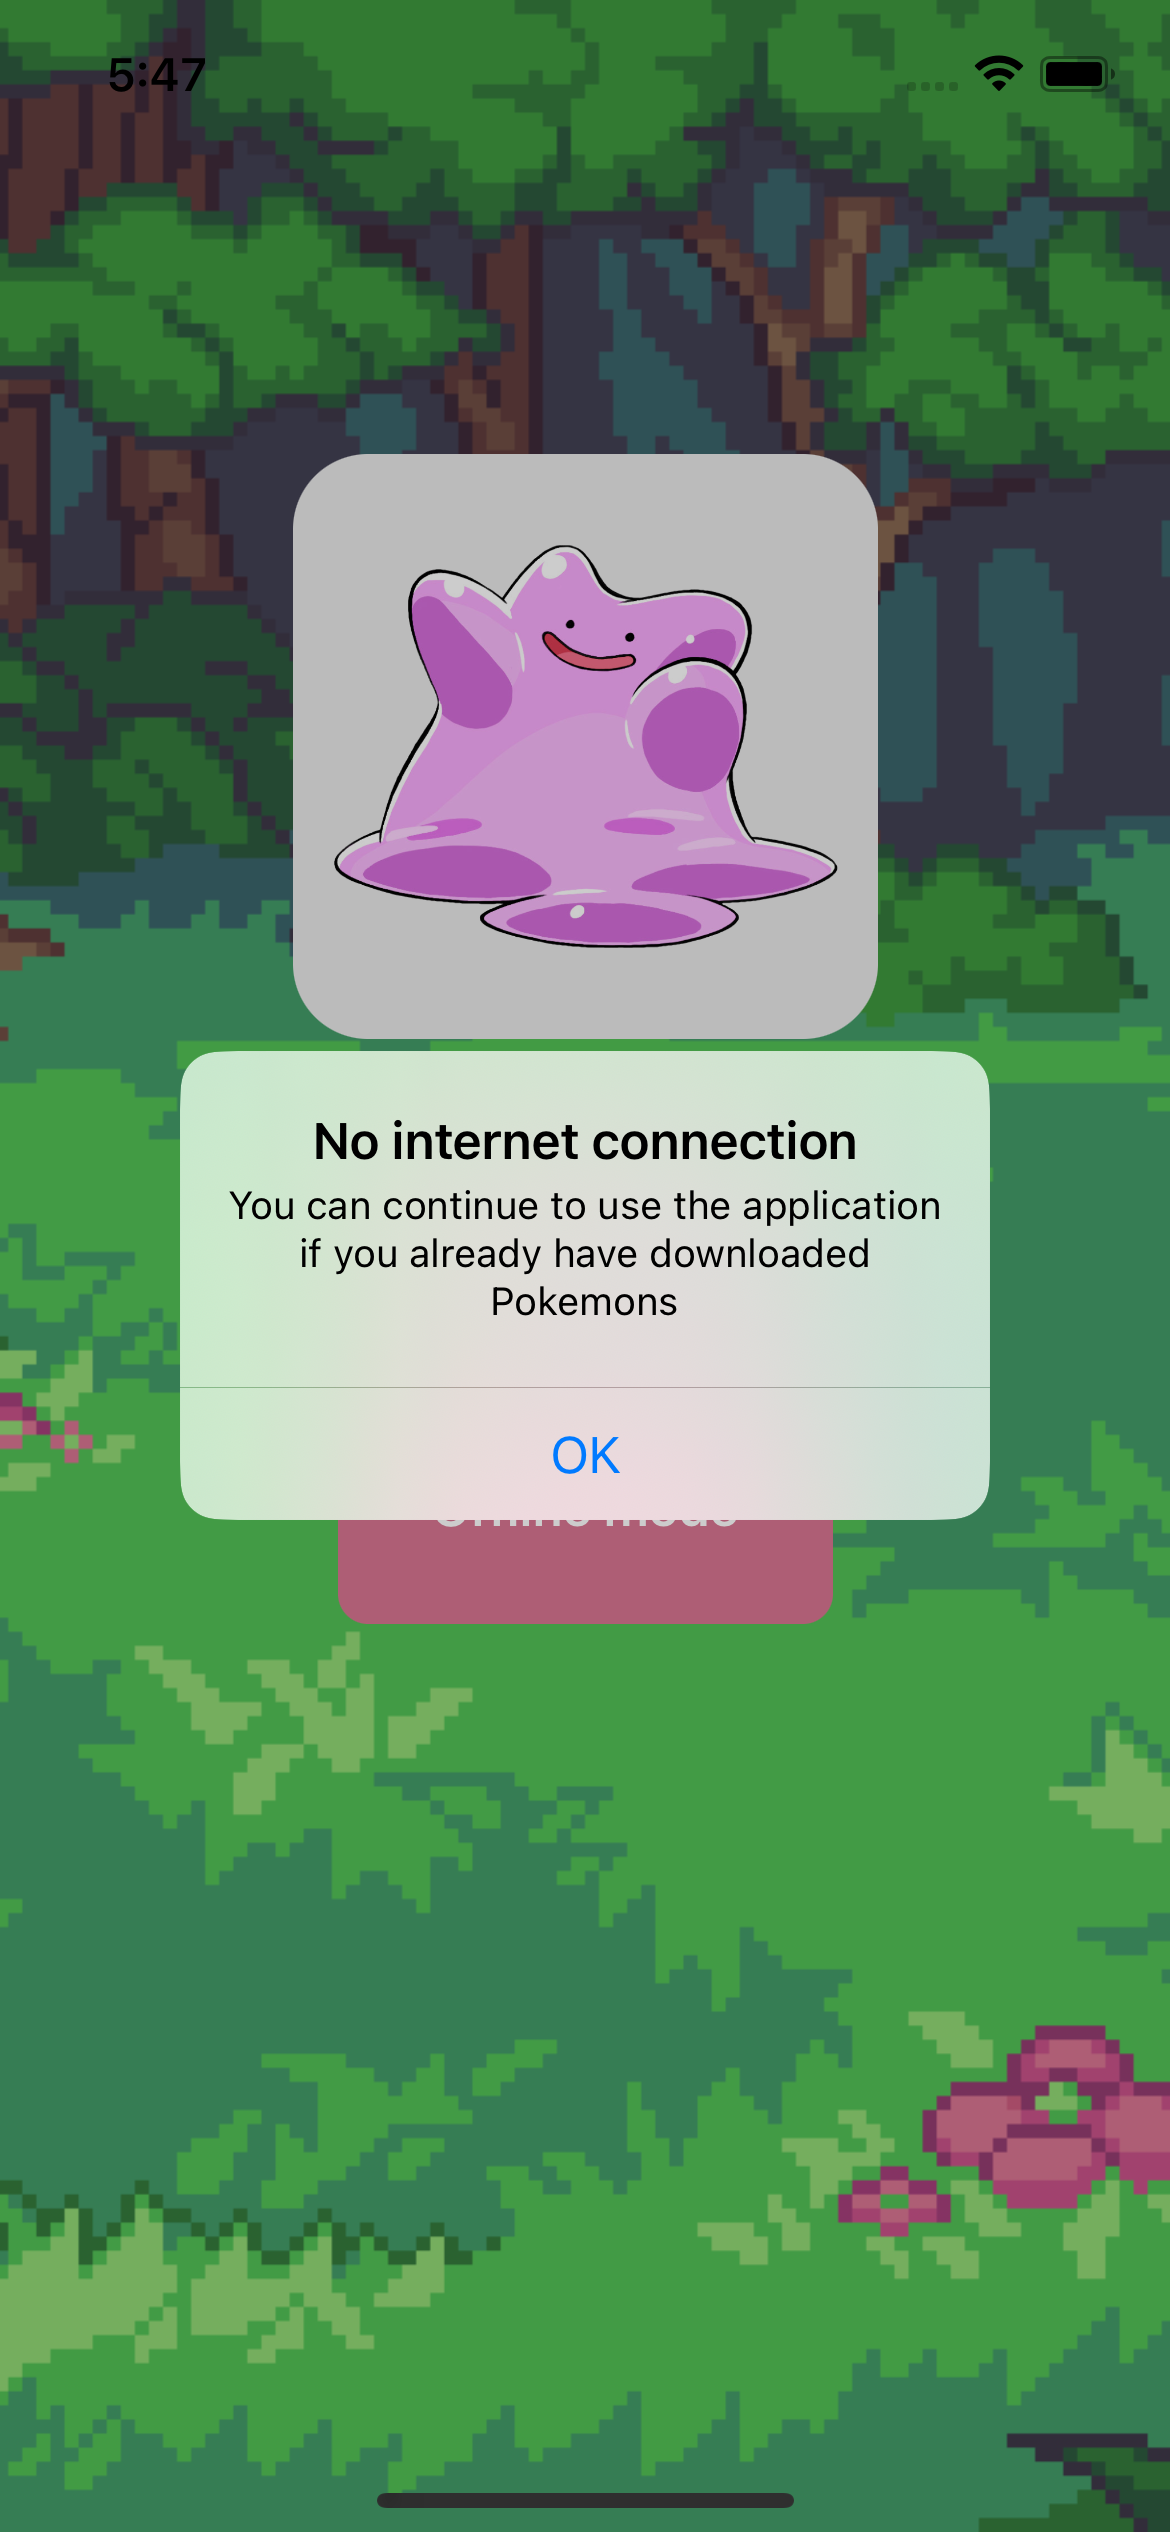 5:47
No internet connection
You can continue to use the application
if you already have downloaded
Pokemons
OK